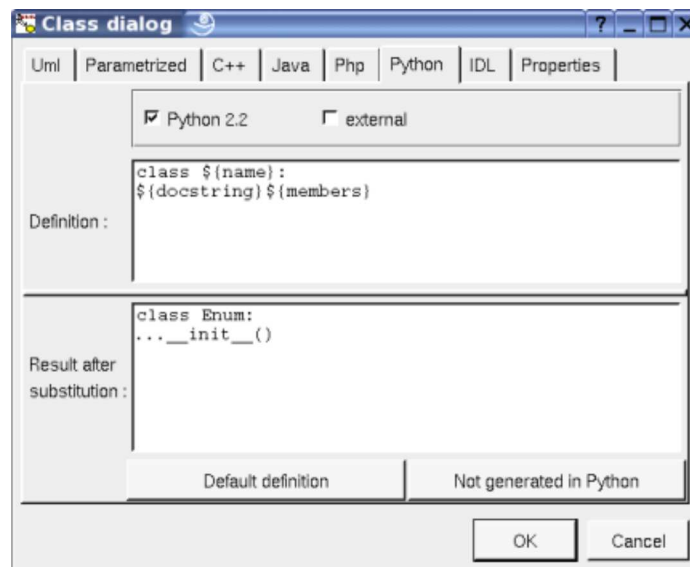 Class dialog ? _ □ X
Uml Parametrized C++ Java Php Python IDL Properties
Python 2.2 external
class ${name}:
${docstring}${members}
Definition :
class Enum:
...__init__()
Result after
substitution :
Default definition Not generated in Python
OK Cancel